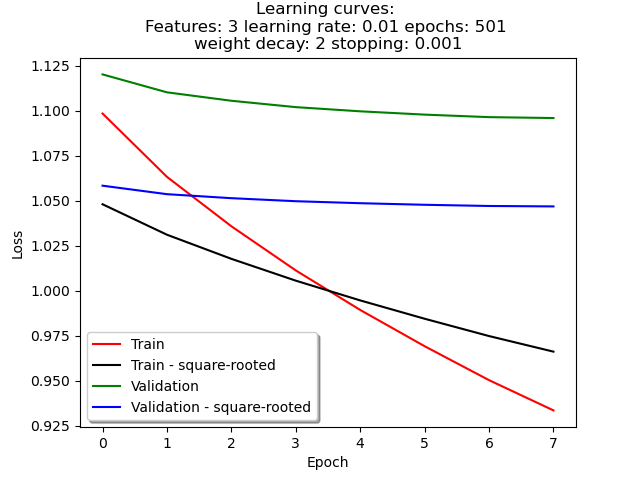 Learning curves:
Features: 3 learning rate: 0.01 epochs: 501
weight decay: 2 stopping: 0.001
1.125
1.100
1.075
1.050
1.025
1.000
0.975
0.950
0.925
Loss
Train
Train - square-rooted
Validation
Validation - square-rooted
0 1 2 3 4 5 6 7
Epoch